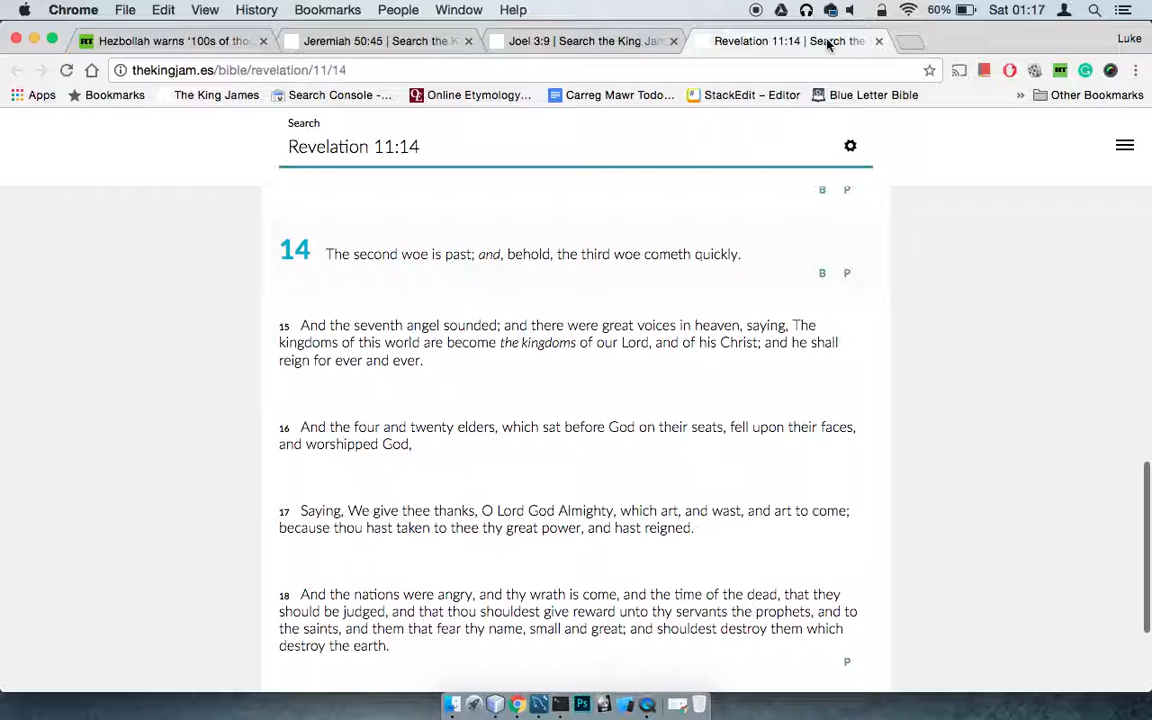 Chrome File Edit View History Bookmarks People Window Help 60% Sat 01:17
Hezbollah warns '100s of tho Jeremiah 50:45 | Search the K Joel 3:9 | Search the King Jam Revelation 11:14 | Search the Luke
thekingjam.es/bible/revelation/11/14
Apps Bookmarks The King James Search Console -... Online Etymology... Carreg Mawr Todo... StackEdit – Editor Blue Letter Bible » Other Bookmarks
Search
Revelation 11:14
B P
14 The second woe is past; and, behold, the third woe cometh quickly.
B P
15 And the seventh angel sounded; and there were great voices in heaven, saying, The
kingdoms of this world are become the kingdoms of our Lord, and of his Christ; and he shall
reign for ever and ever.
16 And the four and twenty elders, which sat before God on their seats, fell upon their faces,
and worshipped God,
17 Saying, We give thee thanks, O Lord God Almighty, which art, and wast, and art to come;
because thou hast taken to thee thy great power, and hast reigned.
18 And the nations were angry, and thy wrath is come, and the time of the dead, that they
should be judged, and that thou shouldest give reward unto thy servants the prophets, and to
the saints, and them that fear thy name, small and great; and shouldest destroy them which
destroy the earth.
P